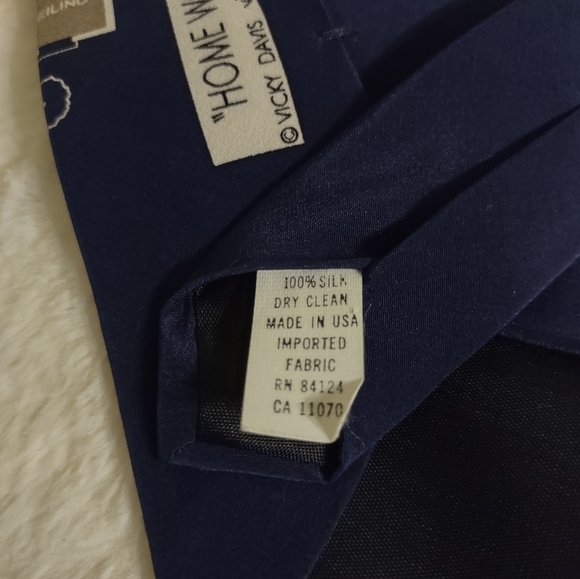 "HOME W
© VICKY DAVIS
100% SILK
DRY CLEAN
MADE IN USA
IMPORTED
FABRIC
RN 84124
CA 11070